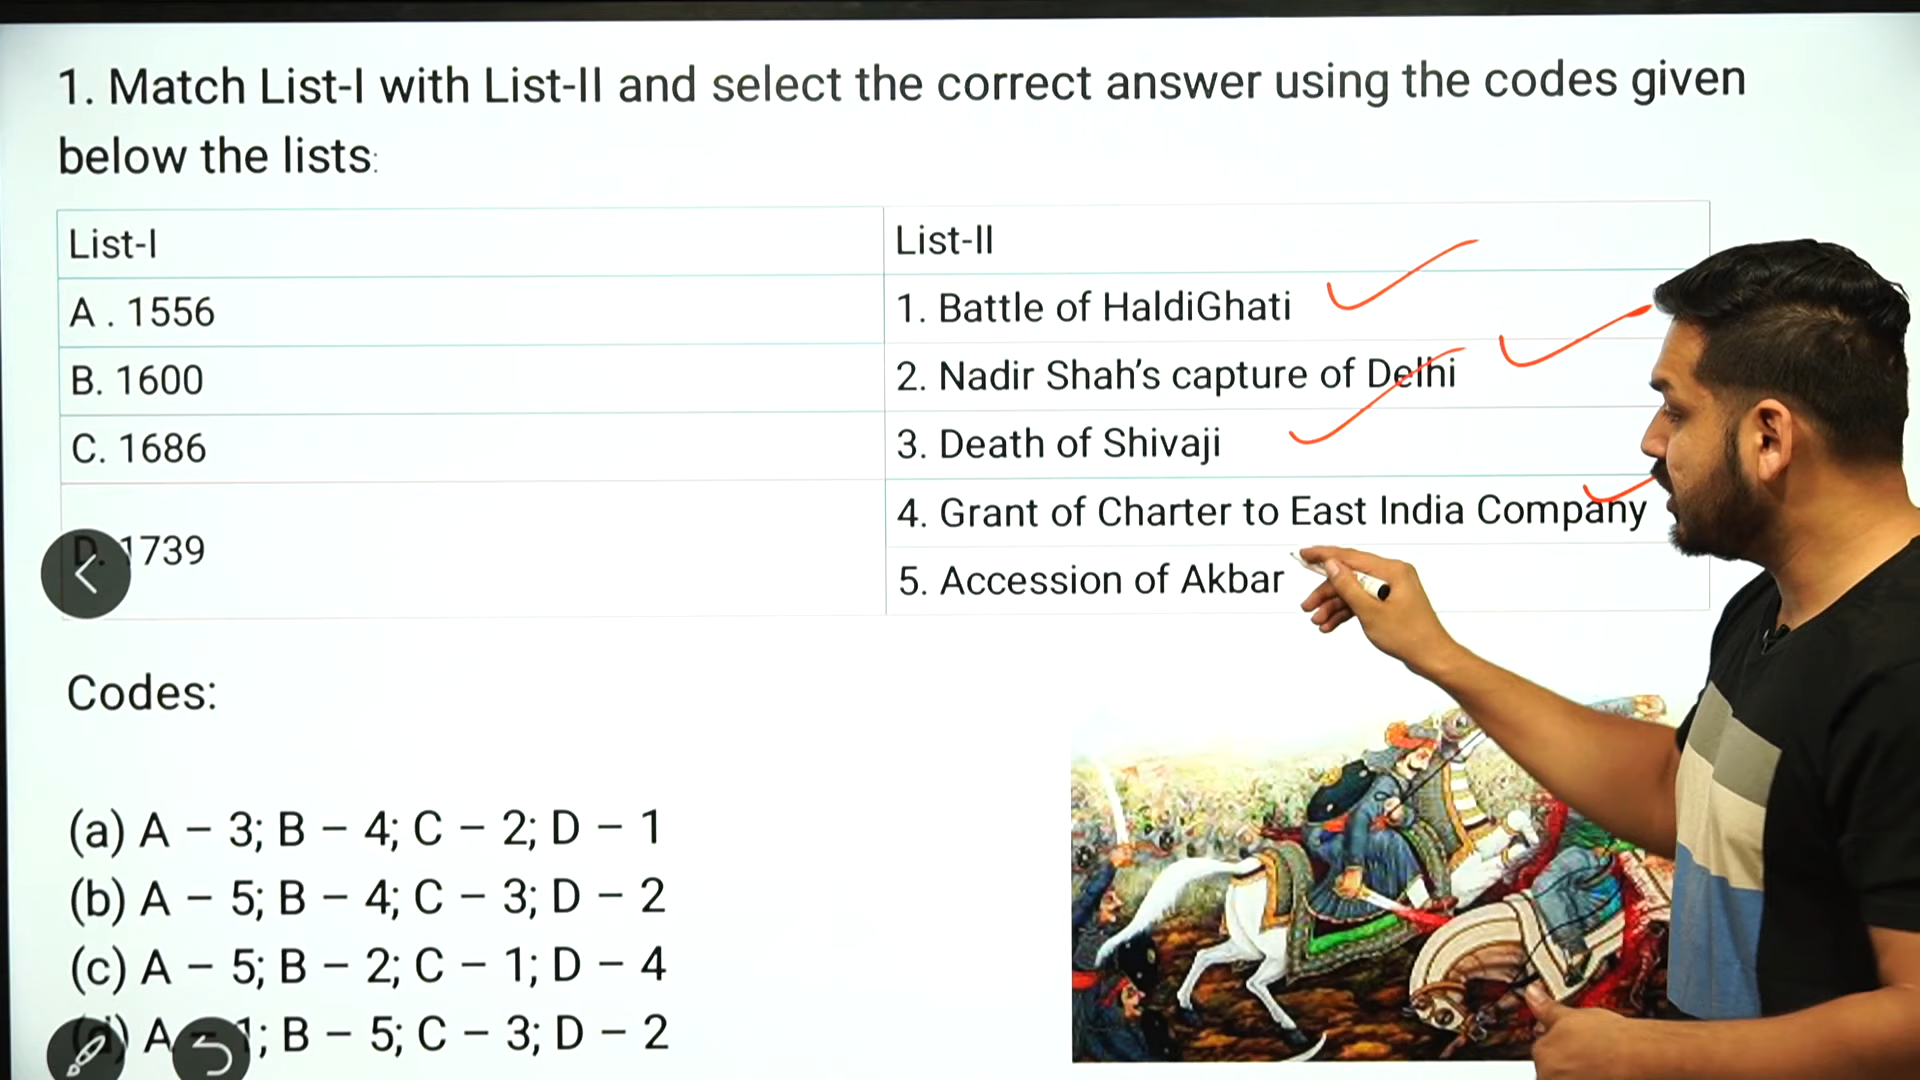 1. Match List-I with List-II and select the correct answer using the codes given
below the lists:
List-I
List-II
A . 1556
1. Battle of HaldiGhati
B. 1600
2. Nadir Shah's capture of Delhi
C. 1686
3. Death of Shivaji
D. 1739
4. Grant of Charter to East India Company
5. Accession of Akbar
Codes:
(a) A – 3; B – 4; C – 2; D – 1
(b) A – 5; B – 4; C – 3; D – 2
(c) A – 5; B – 2; C – 1; D – 4
(d) A – 1; B – 5; C – 3; D – 2